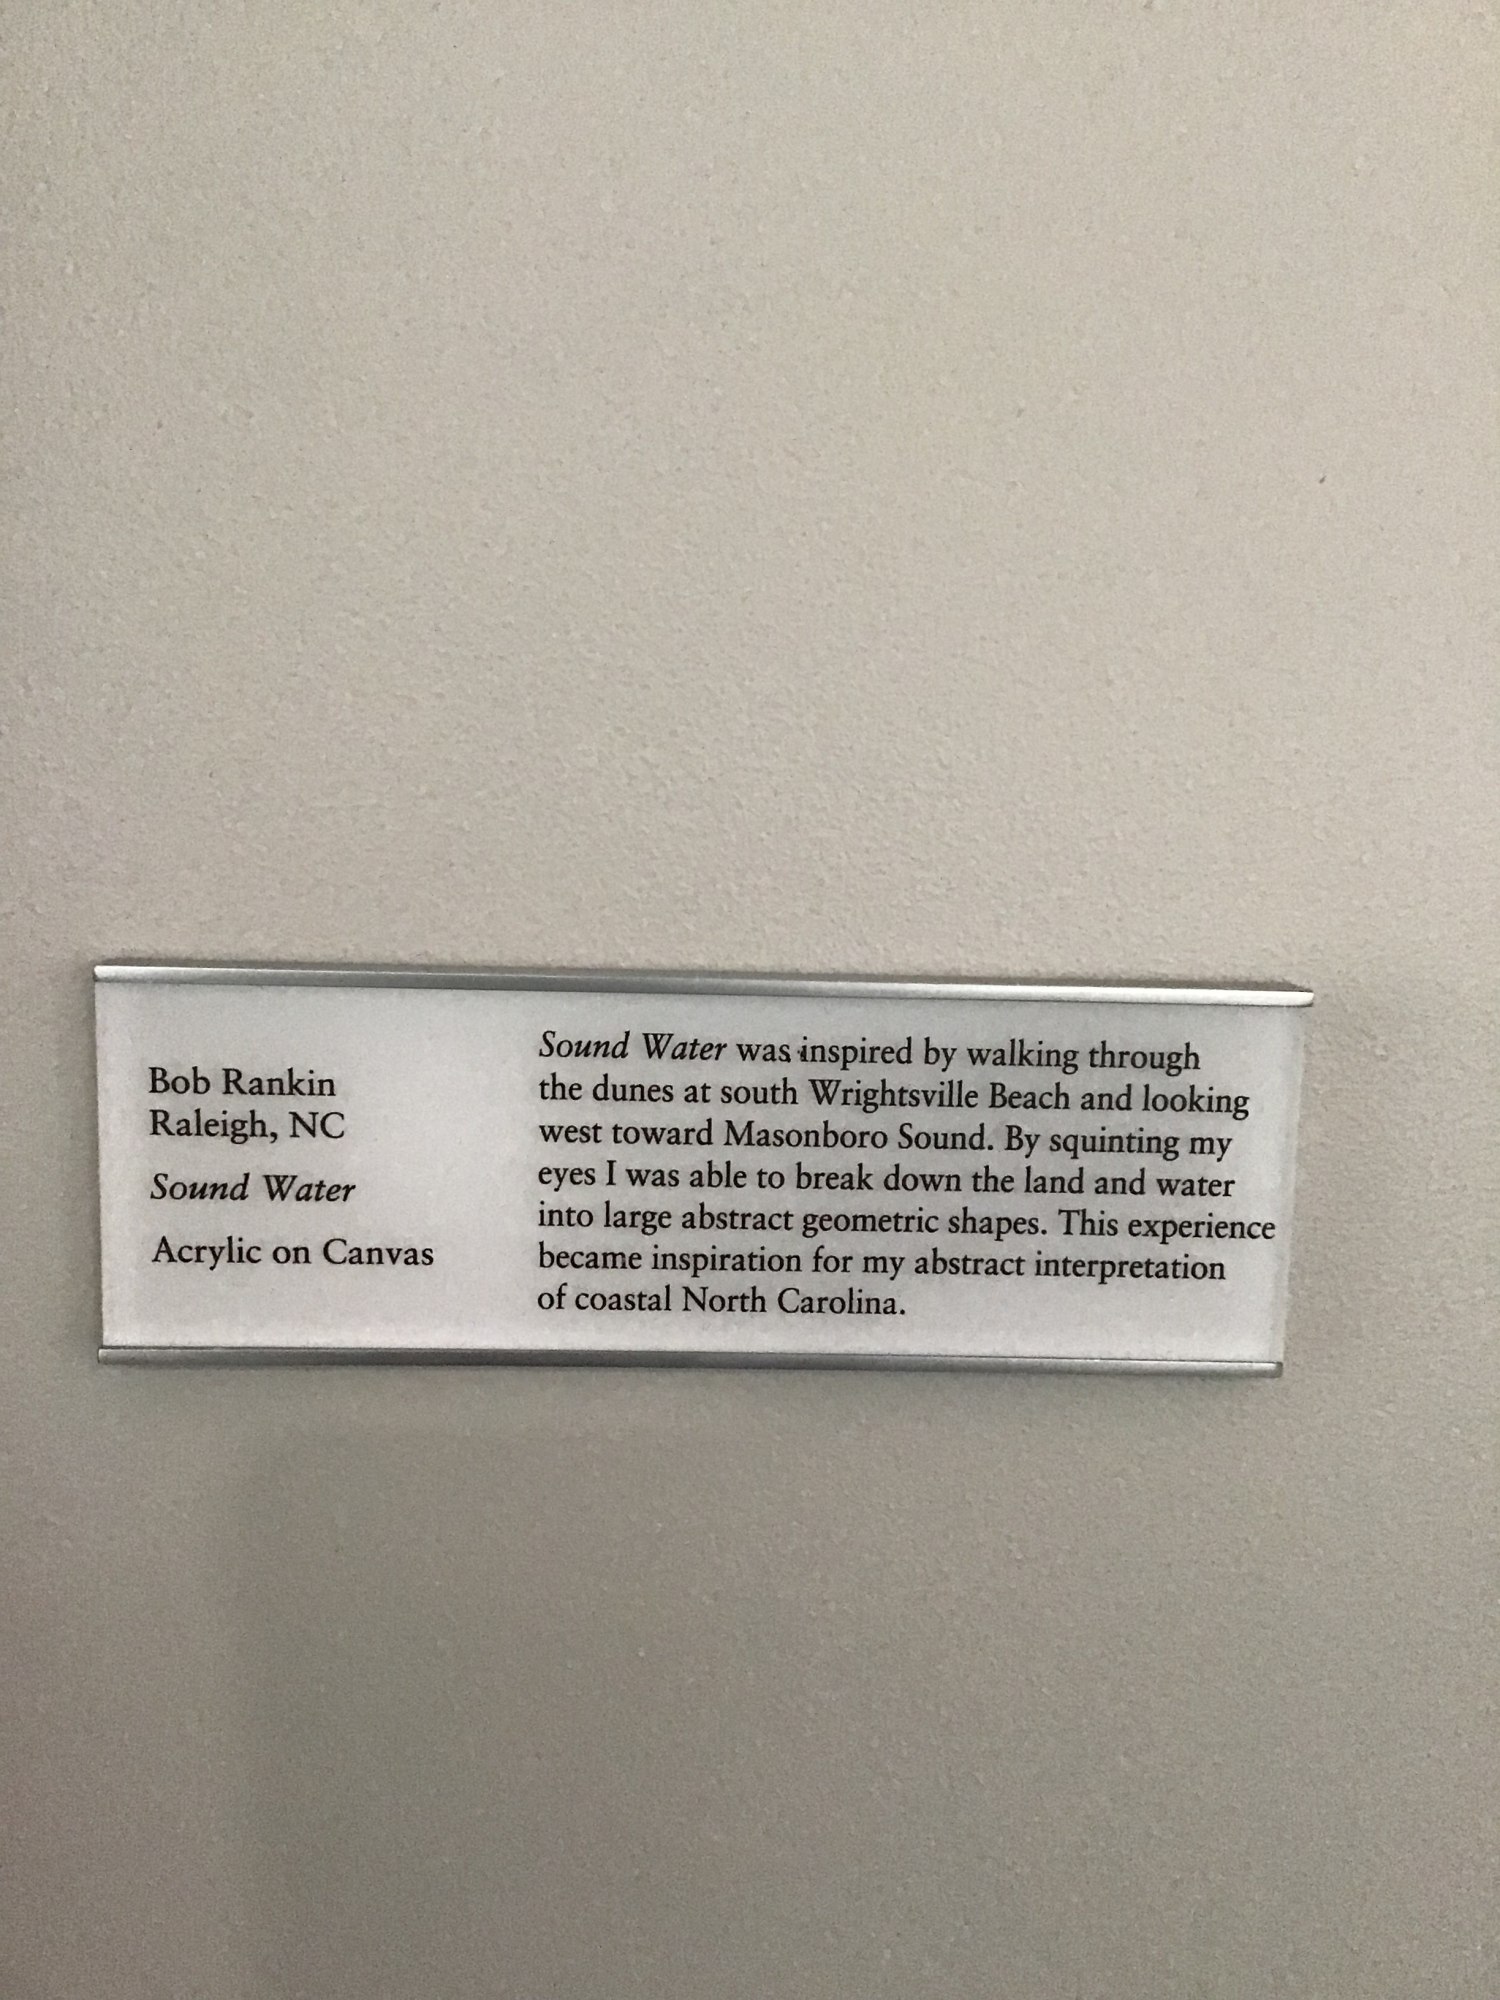 Bob Rankin
Raleigh, NC
Sound Water
Acrylic on Canvas
Sound Water was inspired by walking through
the dunes at south Wrightsville Beach and looking
west toward Masonboro Sound. By squinting my
eyes I was able to break down the land and water
into large abstract geometric shapes. This experience
became inspiration for my abstract interpretation
of coastal North Carolina.